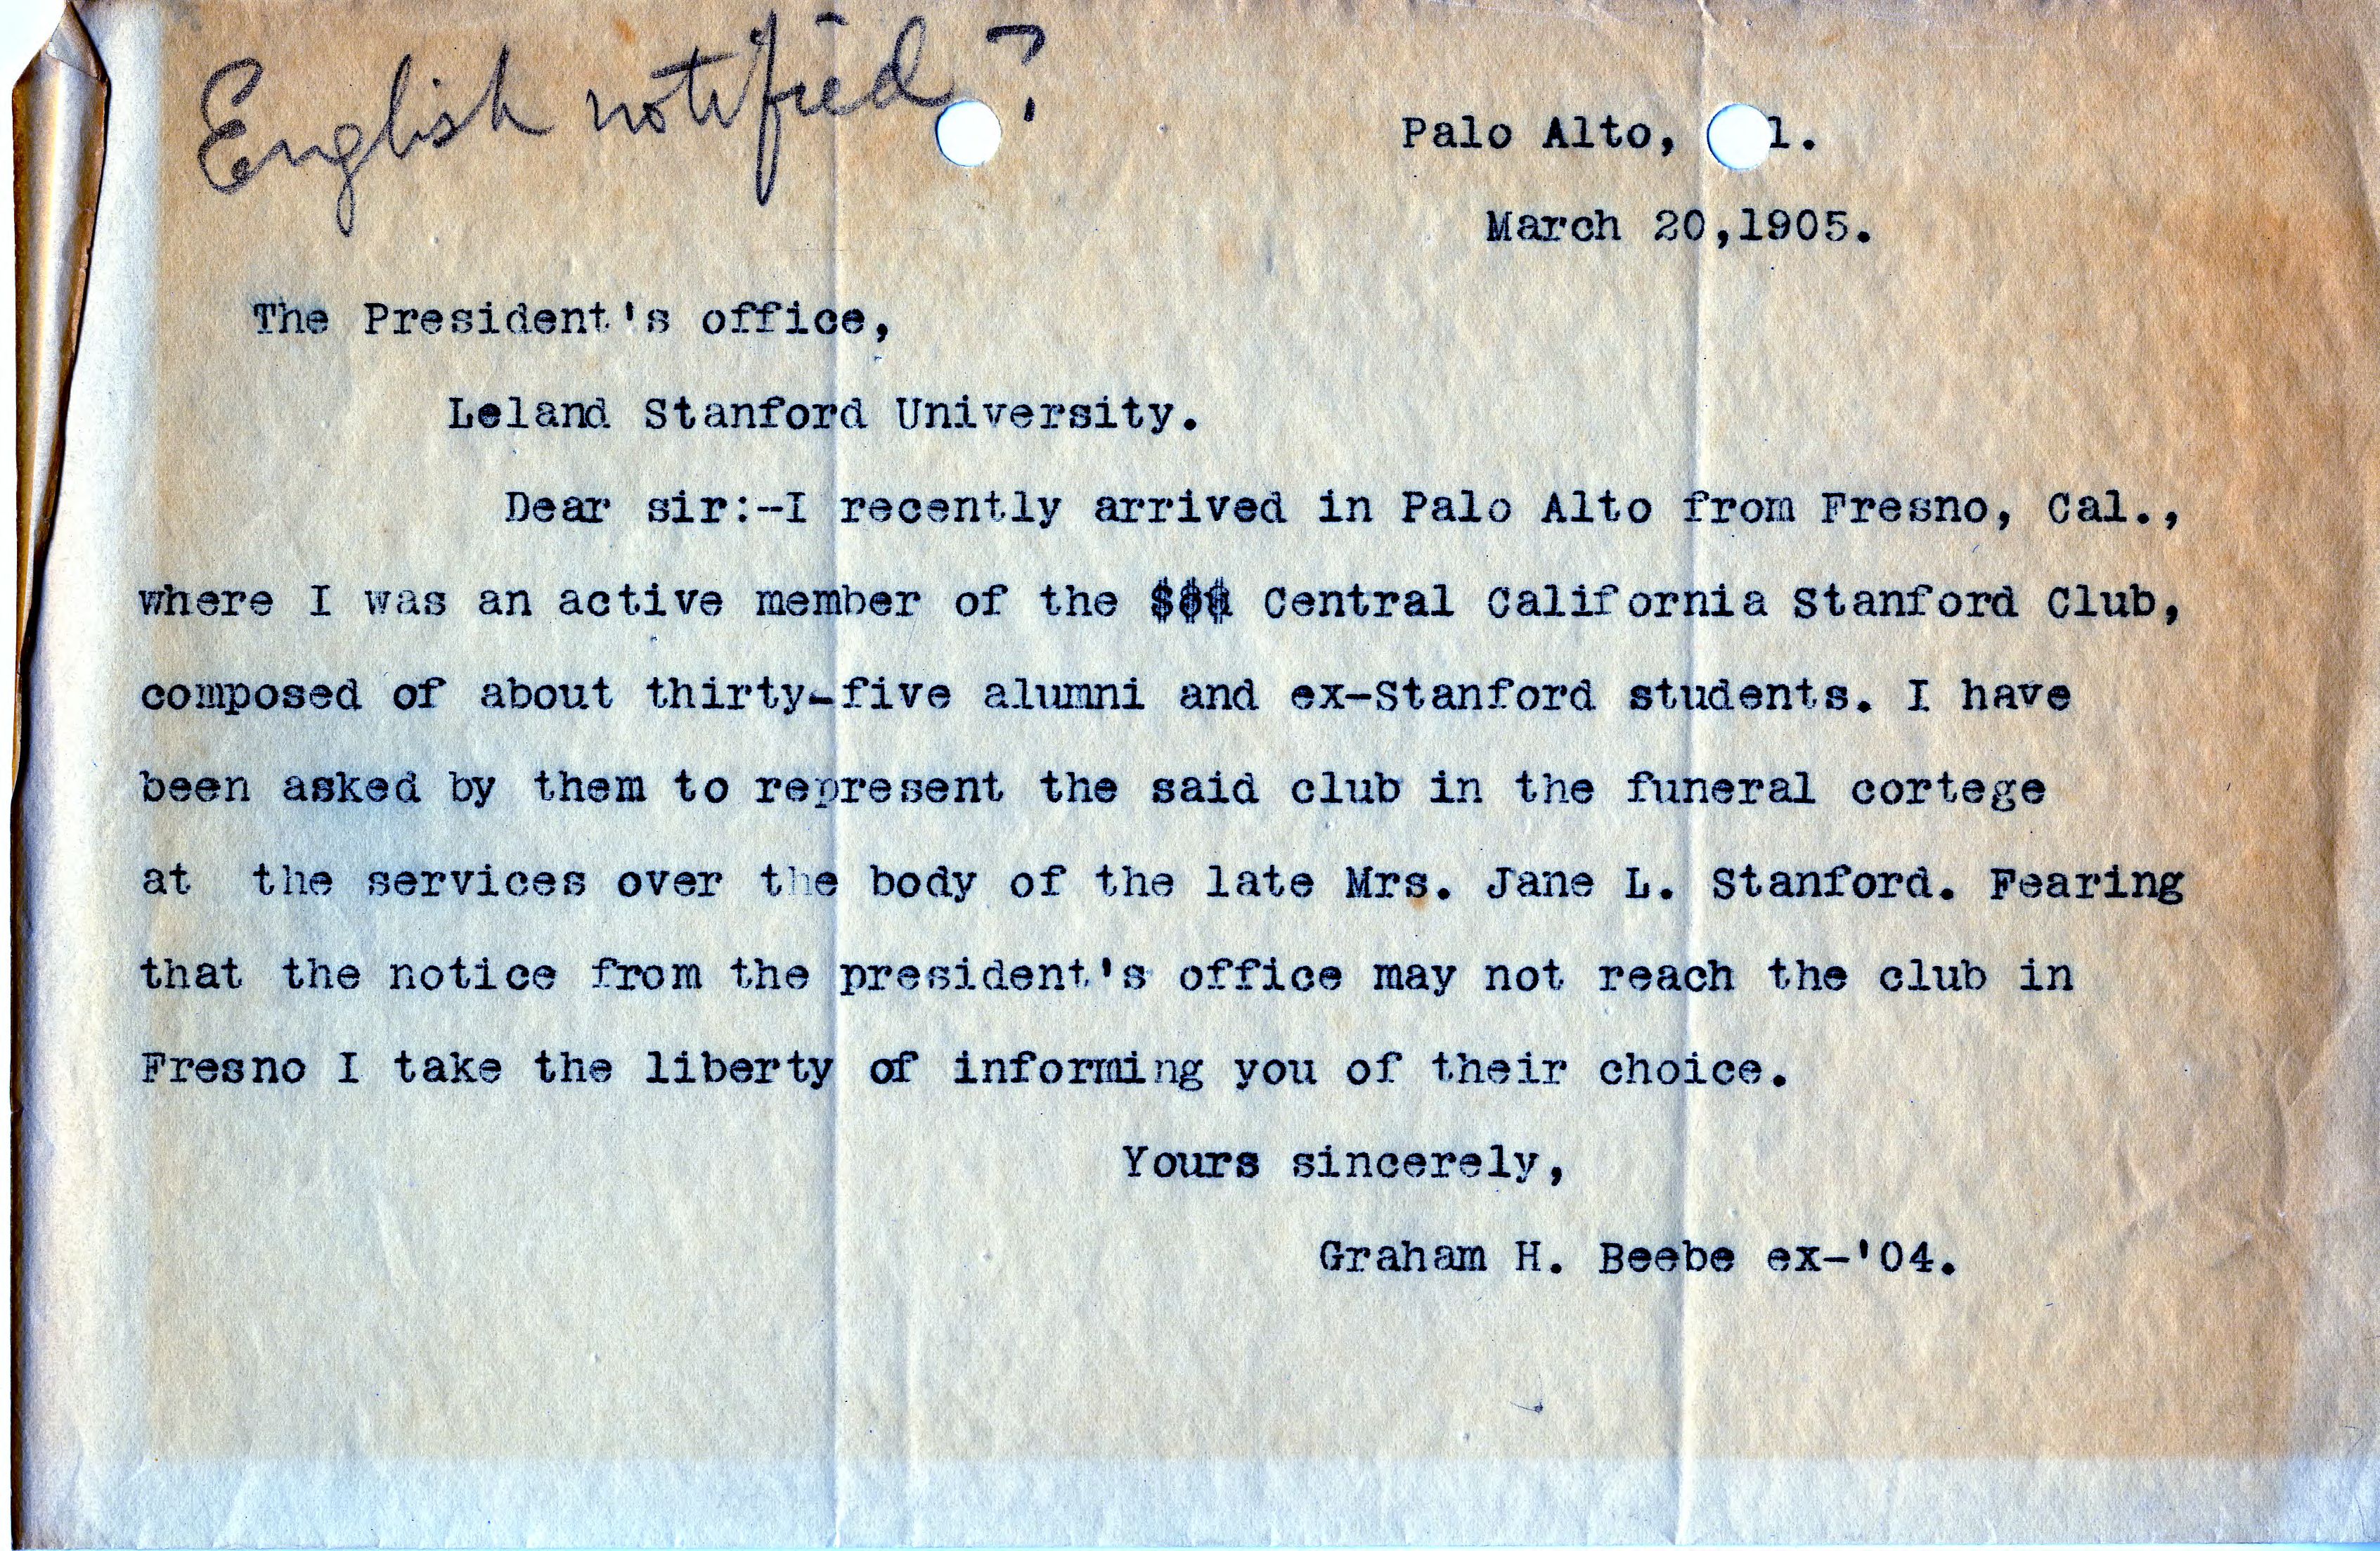 English notified?
Palo Alto, l.
March 20,1905.
The President's office,
Leland Stanford University.
Dear sir:-I recently arrived in Palo Alto from Fresno, Cal.,
where I was an active member of the Central California Stanford Club,
composed of about thirty-five alumni and ex-Stanford students. I have
been asked by them to represent the said club in the funeral cortege
at the services over the body of the late Mrs. Jane L. Stanford. Fearing
that the notice from the president's office may not reach the club in
Fresno I take the liberty of informing you of their choice.
Yours sincerely,
Graham H. Beebe ex-'04.